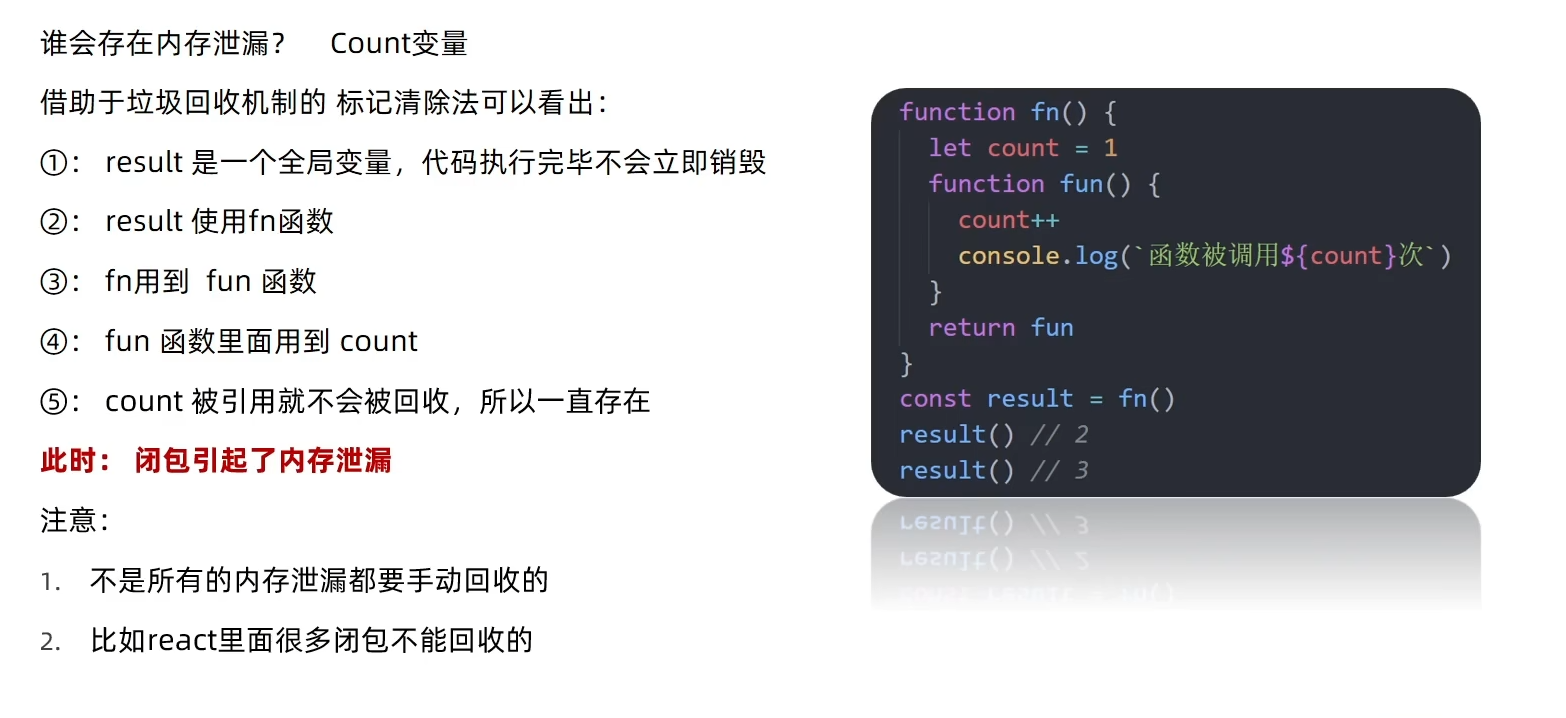 谁会存在内存泄漏？ Count变量
借助于垃圾回收机制的 标记清除法可以看出：
①： result 是一个全局变量，代码执行完毕不会立即销毁
②： result 使用fn函数
③： fn用到 fun 函数
④： fun 函数里面用到 count
⑤： count 被引用就不会被回收，所以一直存在
此时： 闭包引起了内存泄漏
注意：
1. 不是所有的内存泄漏都要手动回收的
2. 比如react里面很多闭包不能回收的
function fn() {
  let count = 1
  function fun() {
    count++
    console.log(`函数被调用${count}次`)
  }
  return fun
}
const result = fn()
result() // 2
result() // 3